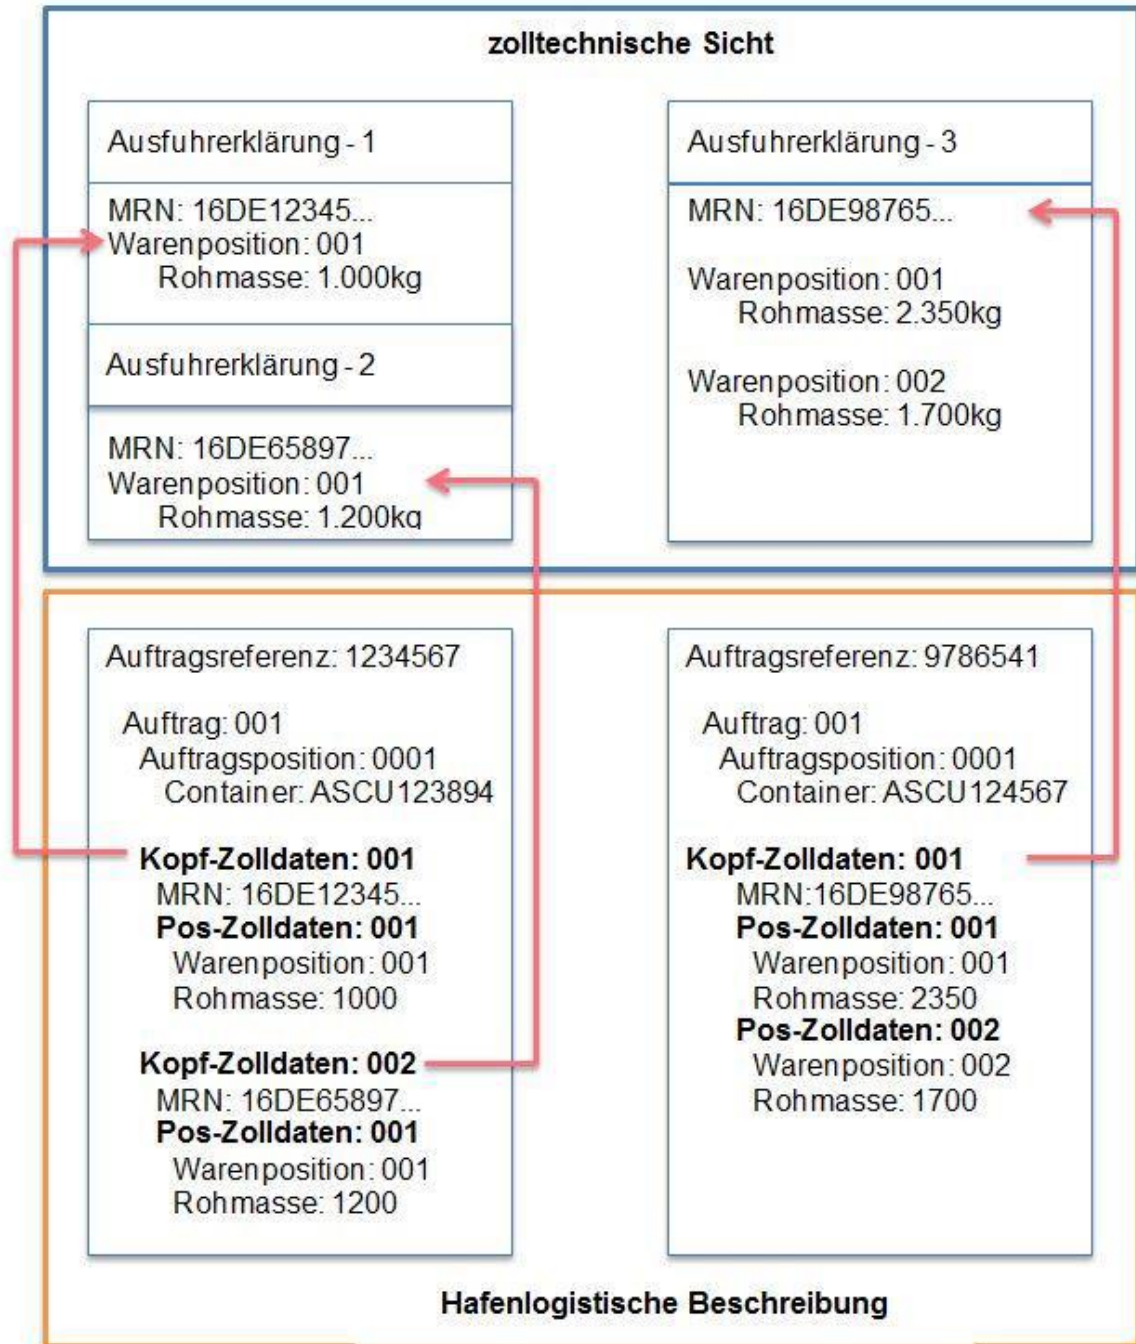 zolltechnische Sicht
Ausfuhrerklärung - 1
MRN: 16DE12345...
Warenposition: 001
Rohmasse: 1.000kg
Ausfuhrerklärung - 2
MRN: 16DE65897...
Warenposition: 001
Rohmasse: 1.200kg
Ausfuhrerklärung - 3
MRN: 16DE98765...
Warenposition: 001
Rohmasse: 2.350kg
Warenposition: 002
Rohmasse: 1.700kg
Auftragsreferenz: 1234567
Auftrag: 001
Auftragsposition: 0001
Container: ASCU123894
Kopf-Zolldaten: 001
MRN: 16DE12345...
Pos-Zolldaten: 001
Warenposition: 001
Rohmasse: 1000
Kopf-Zolldaten: 002
MRN: 16DE65897...
Pos-Zolldaten: 001
Warenposition: 001
Rohmasse: 1200
Auftragsreferenz: 9786541
Auftrag: 001
Auftragsposition: 0001
Container: ASCU124567
Kopf-Zolldaten: 001
MRN:16DE98765...
Pos-Zolldaten: 001
Warenposition: 001
Rohmasse: 2350
Pos-Zolldaten: 002
Warenposition: 002
Rohmasse: 1700
Hafenlogistische Beschreibung